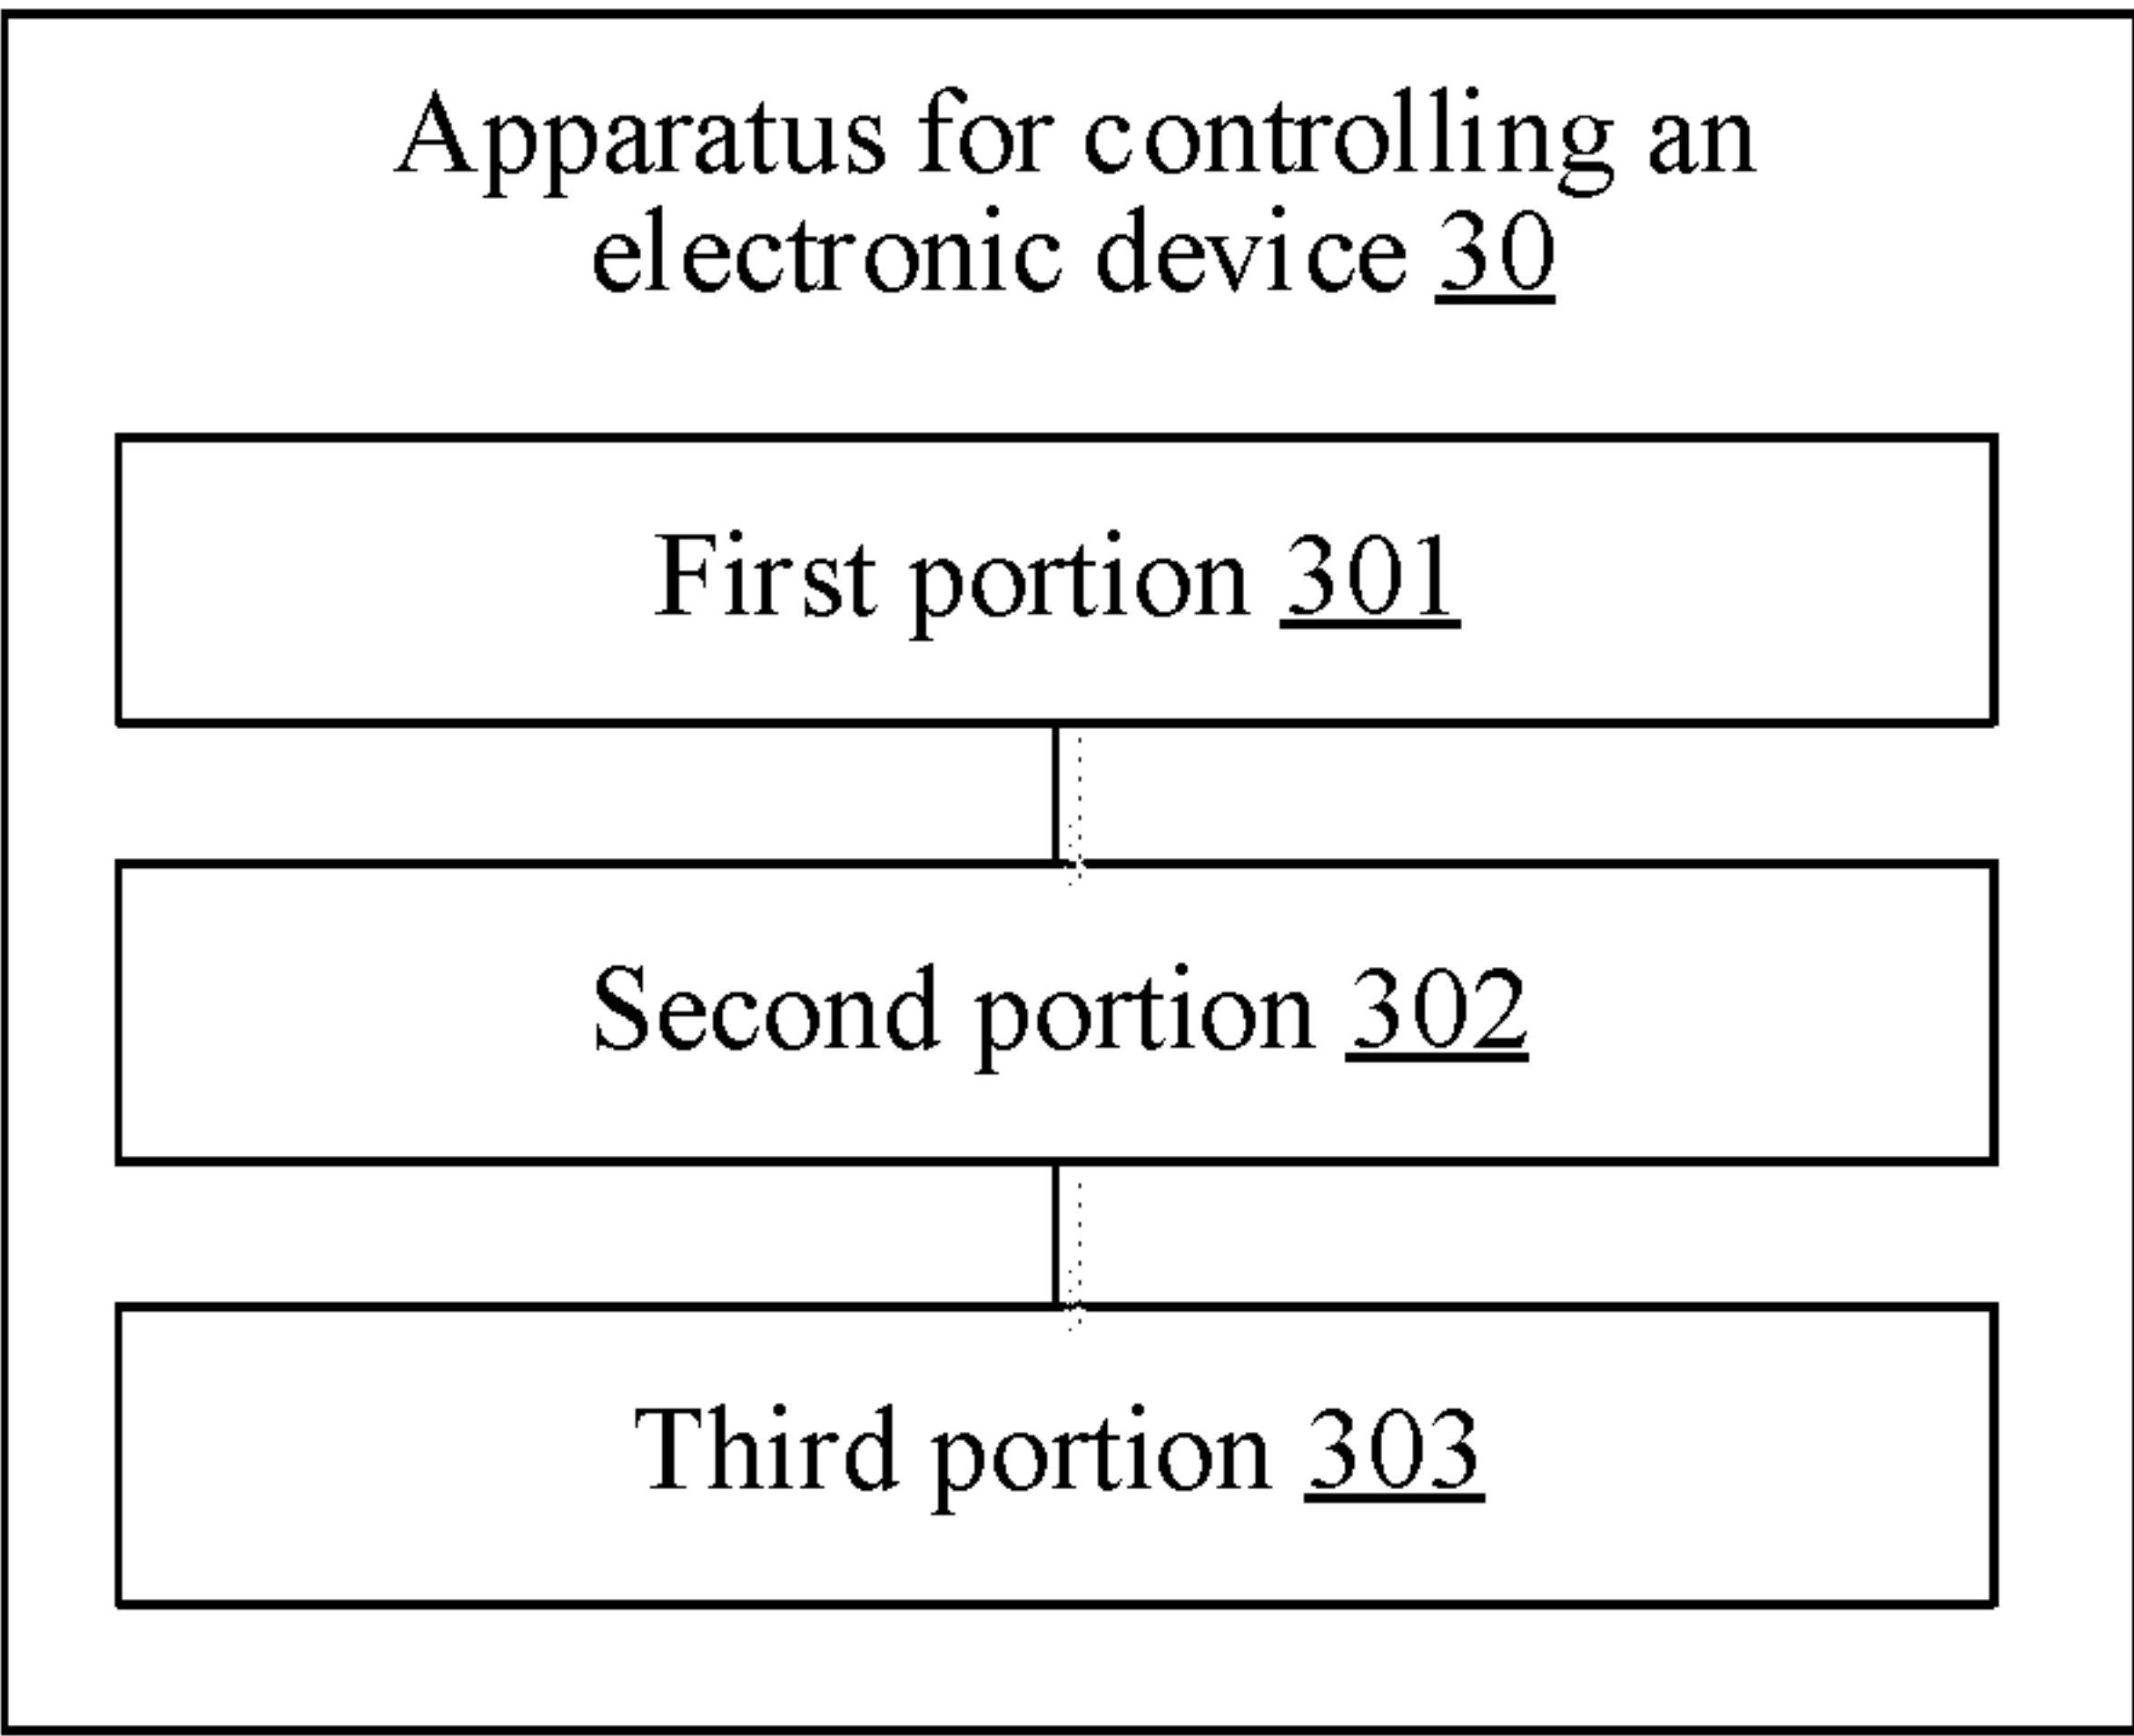 Apparatus for controlling an
electronic device 30
First portion 301
Second portion 302
Third portion 303